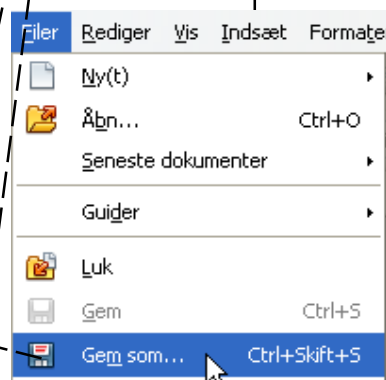 Filer Rediger Vis Indsæt Formate
Ny(t)
Åbn... Ctrl+O
Seneste dokumenter
Guider
Luk
Gem Ctrl+S
Gem som... Ctrl+Skift+S